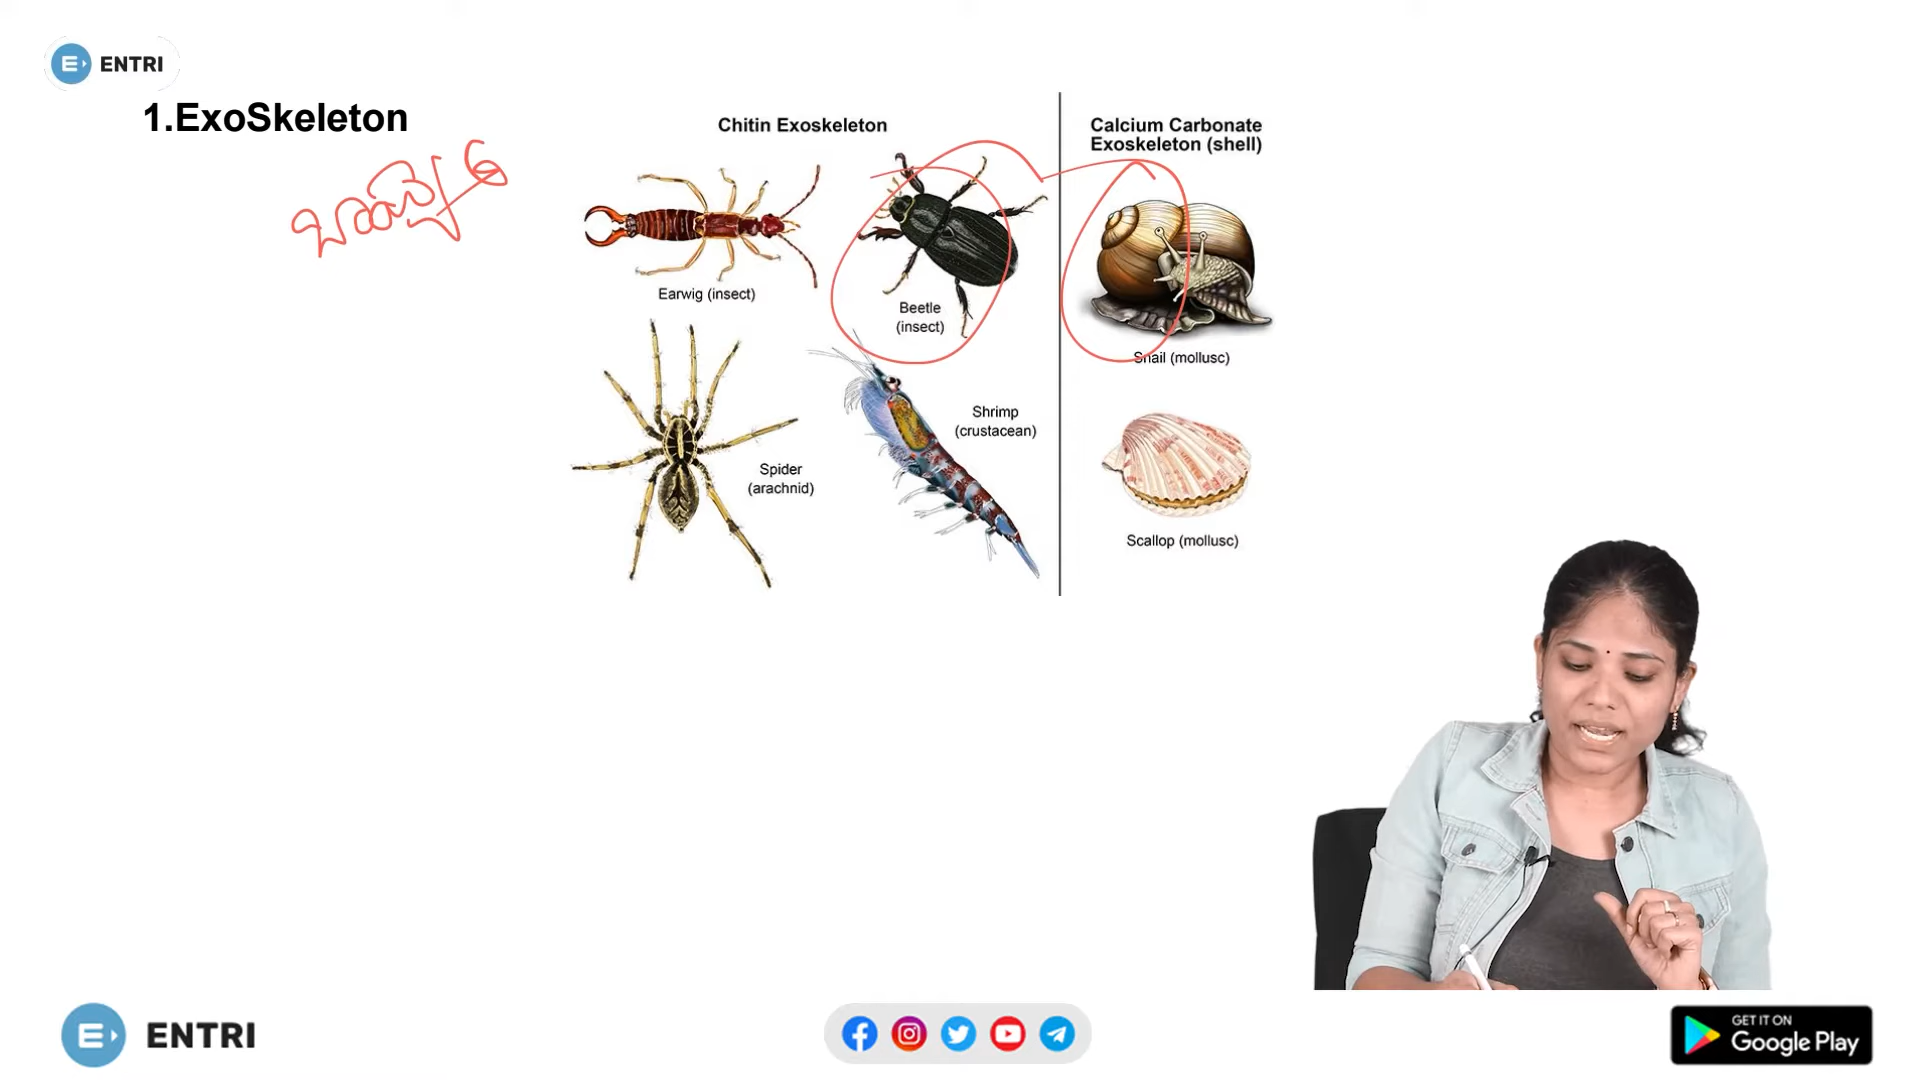 ENTRI
1.ExoSkeleton
Chitin Exoskeleton
Calcium Carbonate
Exoskeleton (shell)
Earwig (insect)
Beetle
(insect)
Snail (mollusc)
Shrimp
(crustacean)
Spider
(arachnid)
Scallop (mollusc)
ENTRI
GET IT ON
Google Play